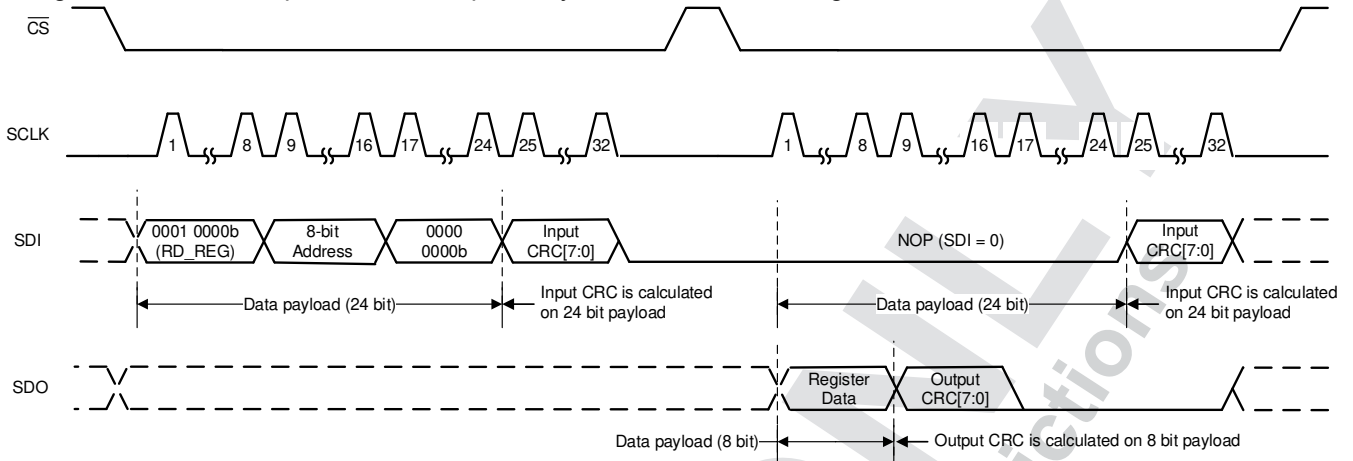 CS
SCLK
1 8 9 16 17 24 25 32 1 8 9 16 17 24 25 32
SDI
0001 0000b
(RD_REG)
8-bit
Address
0000
0000b
Input
CRC[7:0]
NOP (SDI = 0)
Input
CRC[7:0]
Data payload (24 bit)
Input CRC is calculated
on 24 bit payload
Data payload (24 bit)
Input CRC is calculated
on 24 bit payload
SDO
Register
Data
Output
CRC[7:0]
Data payload (8 bit)
Output CRC is calculated on 8 bit payload